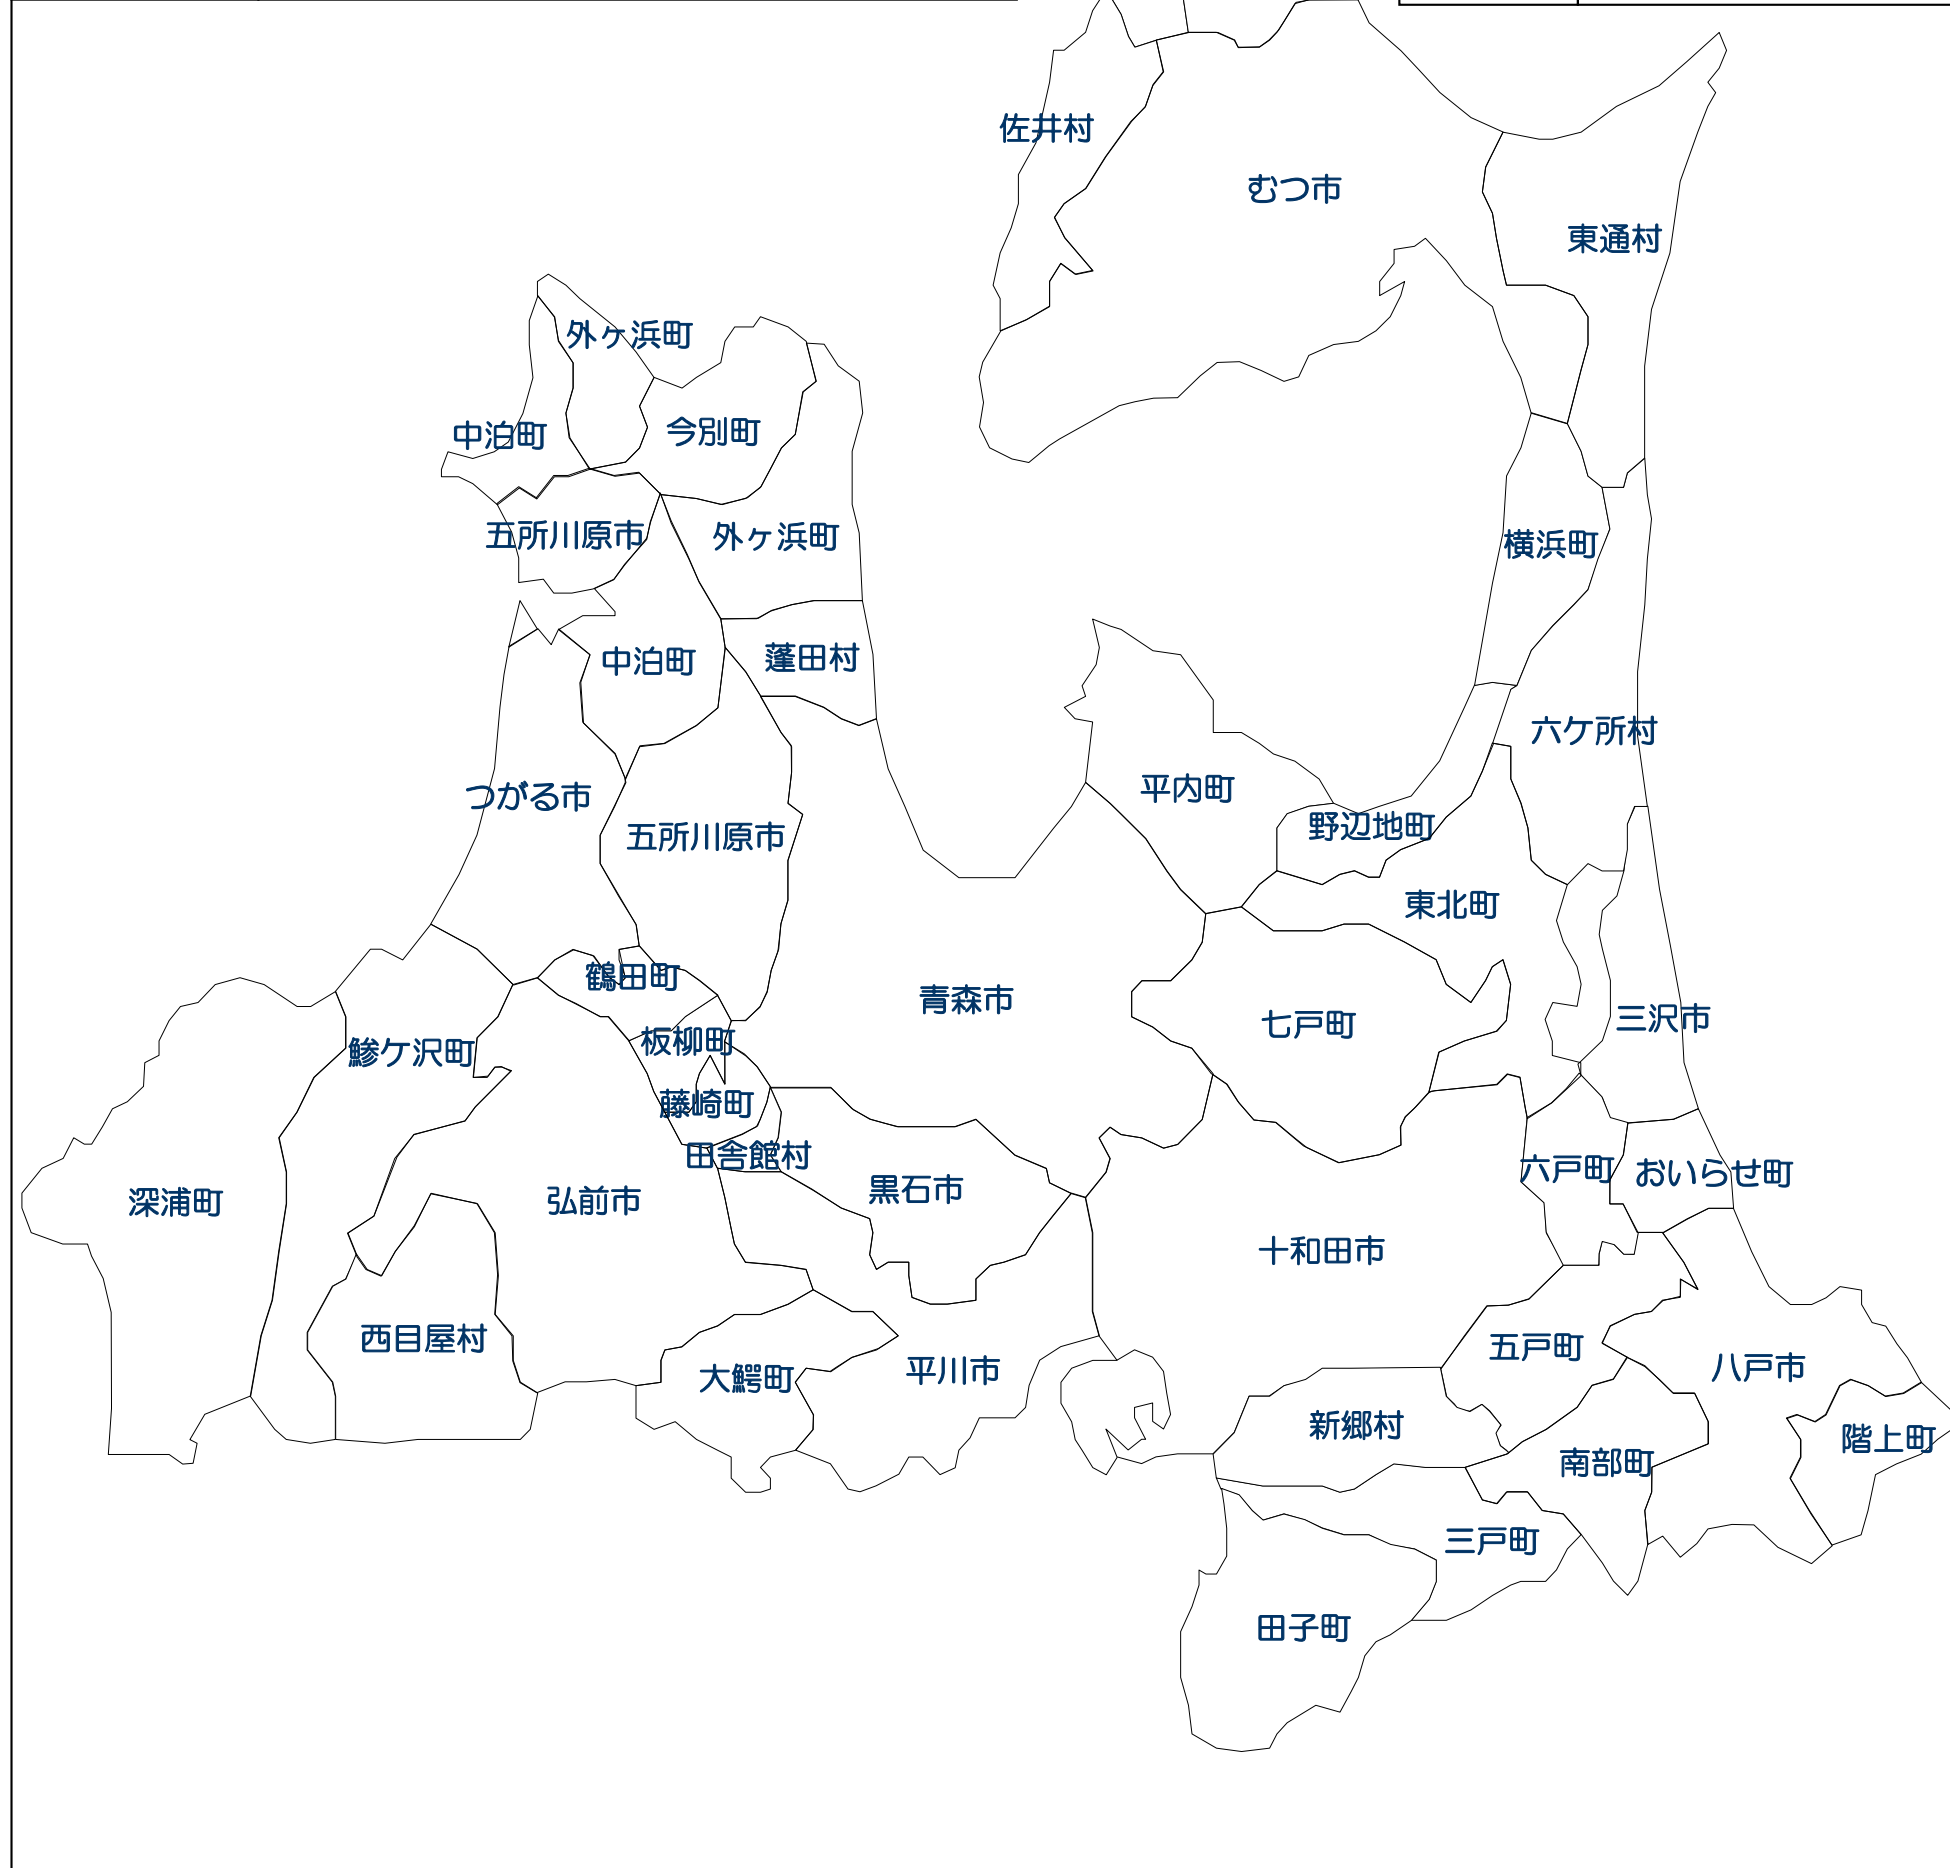 佐井村
むつ市
東通村
外ヶ浜町
今別町
中泊町
五所川原市
外ヶ浜町
横浜町
中泊町
蓬田村
六ケ所村
平内町
つがる市
野辺地町
五所川原市
東北町
鶴田町
青森市
三沢市
七戸町
板柳町
鰺ケ沢町
藤崎町
田舎館村
六戸町
おいらせ町
黒石市
深浦町
弘前市
十和田市
西目屋村
五戸町
八戸市
平川市
大鰐町
新郷村
階上町
南部町
三戸町
田子町